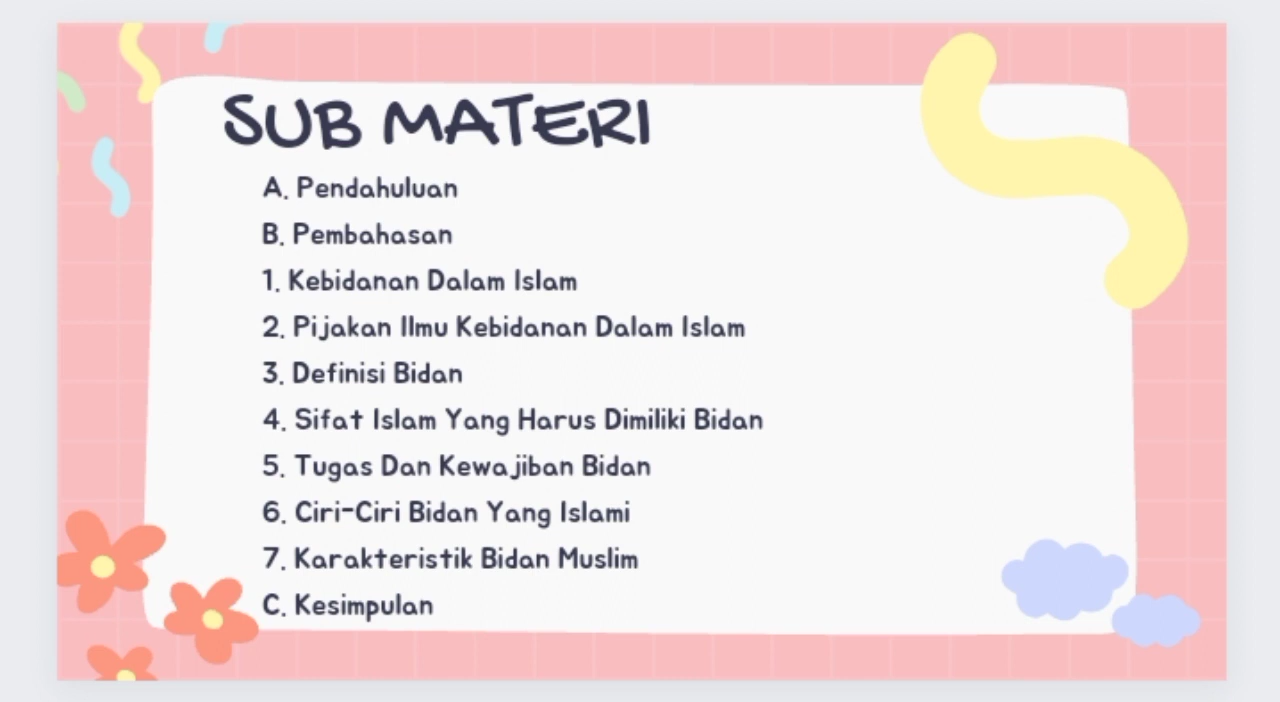 SUB MATERI
A. Pendahuluan
B. Pembahasan
1. Kebidanan Dalam Islam
2. Pijakan Ilmu Kebidanan Dalam Islam
3. Definisi Bidan
4. Sifat Islam Yang Harus Dimiliki Bidan
5. Tugas Dan Kewajiban Bidan
6. Ciri-Ciri Bidan Yang Islami
7. Karakteristik Bidan Muslim
C. Kesimpulan